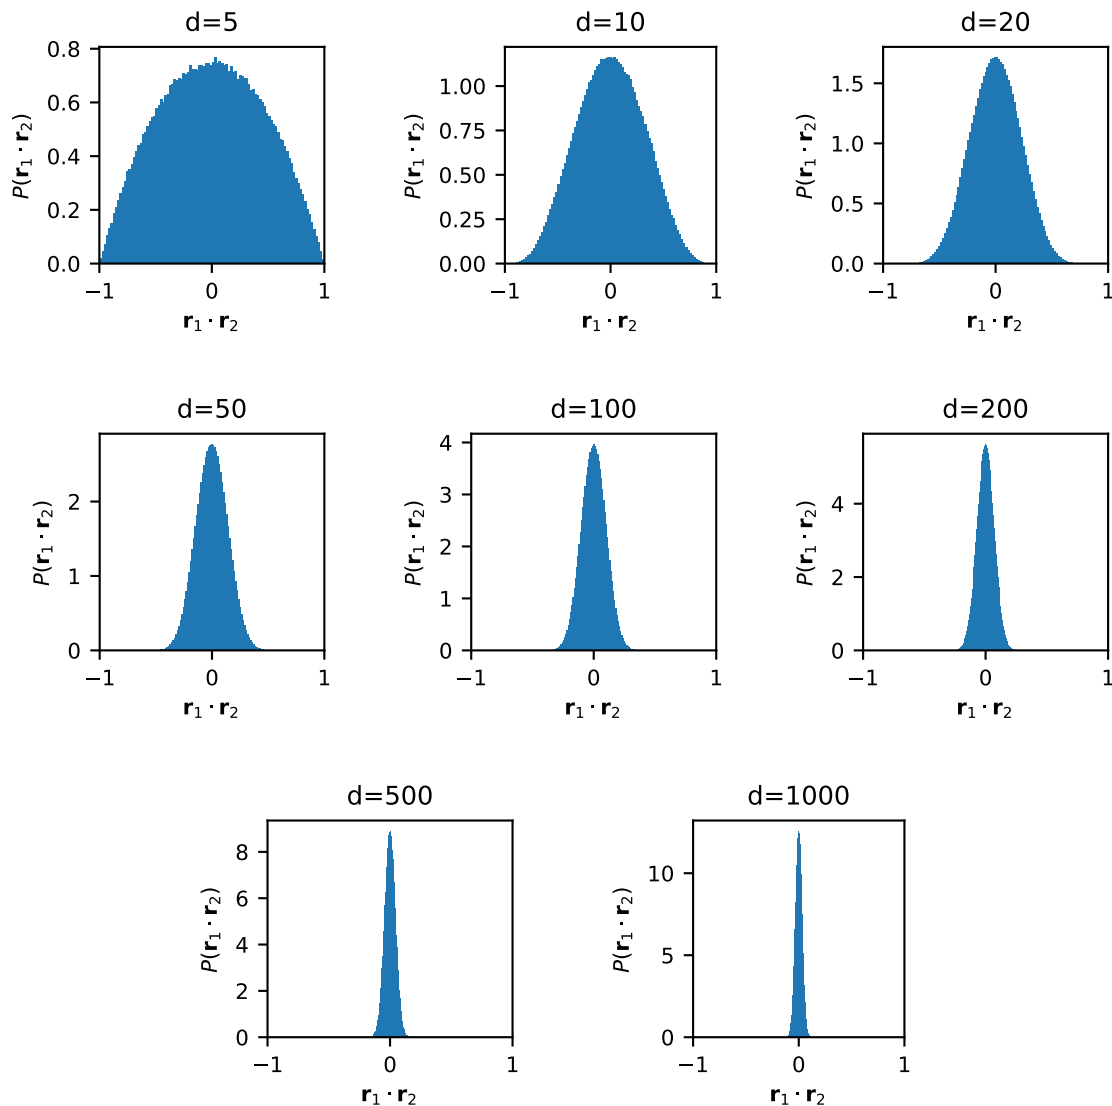 d=5
d=10
d=20
0.8
0.6
0.4
0.2
0.0
P(r₁ · r₂)
−1 0 1
r₁ · r₂
1.00
0.75
0.50
0.25
0.00
P(r₁ · r₂)
−1 0 1
r₁ · r₂
1.5
1.0
0.5
0.0
P(r₁ · r₂)
−1 0 1
r₁ · r₂
d=50
d=100
d=200
2
1
0
P(r₁ · r₂)
−1 0 1
r₁ · r₂
4
3
2
1
0
P(r₁ · r₂)
−1 0 1
r₁ · r₂
4
2
0
P(r₁ · r₂)
−1 0 1
r₁ · r₂
d=500
d=1000
8
6
4
2
0
P(r₁ · r₂)
−1 0 1
r₁ · r₂
10
5
0
P(r₁ · r₂)
−1 0 1
r₁ · r₂